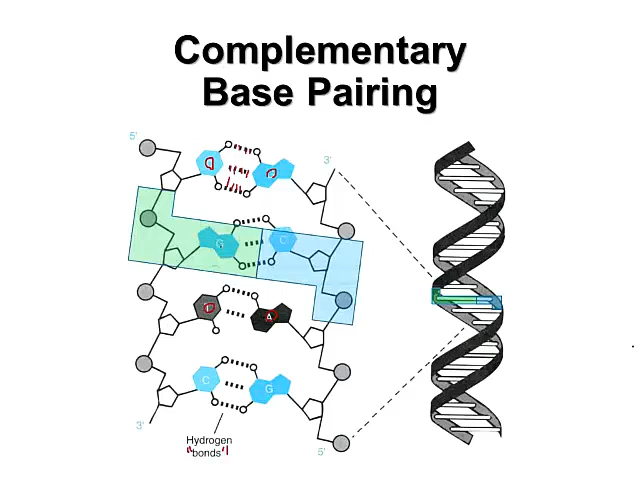 Complementary
Base Pairing
5'
3'
G
C
A
C
G
3'
Hydrogen
bonds
5'